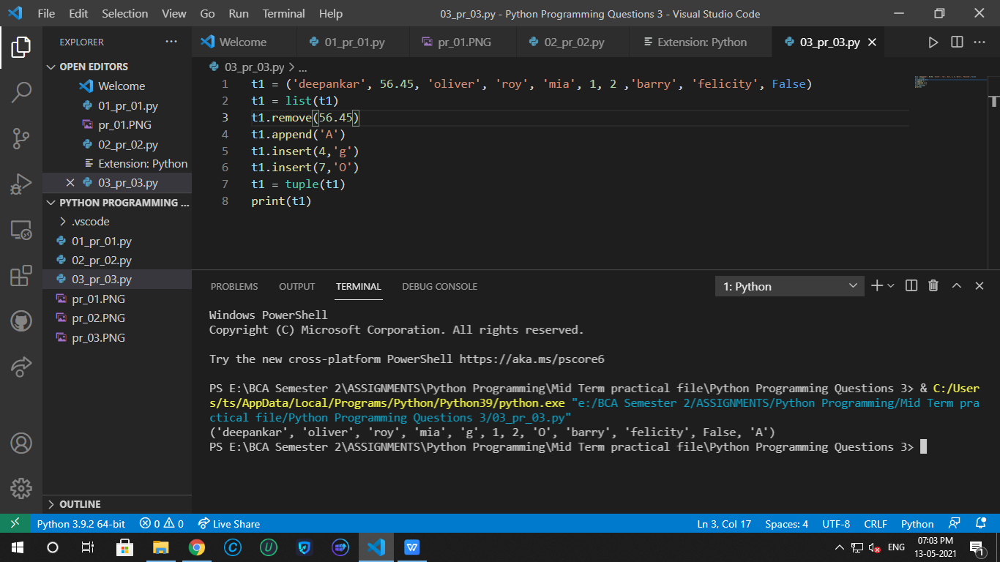 File Edit Selection View Go Run Terminal Help 03_pr_03.py - Python Programming Questions 3 - Visual Studio Code
EXPLORER ...
Welcome 01_pr_01.py pr_01.PNG 02_pr_02.py Extension: Python 03_pr_03.py
OPEN EDITORS
Welcome
01_pr_01.py
pr_01.PNG
02_pr_02.py
Extension: Python
03_pr_03.py
PYTHON PROGRAMMING ...
.vscode
01_pr_01.py
02_pr_02.py
03_pr_03.py
pr_01.PNG
pr_02.PNG
pr_03.PNG
OUTLINE
03_pr_03.py > ...
1 t1 = ('deepankar', 56.45, 'oliver', 'roy', 'mia', 1, 2 ,'barry', 'felicity', False)
2 t1 = list(t1)
3 t1.remove(56.45)
4 t1.append('A')
5 t1.insert(4,'g')
6 t1.insert(7,'O')
7 t1 = tuple(t1)
8 print(t1)
PROBLEMS OUTPUT TERMINAL DEBUG CONSOLE 1: Python
Windows PowerShell
Copyright (C) Microsoft Corporation. All rights reserved.
Try the new cross-platform PowerShell https://aka.ms/pscore6
PS E:\BCA Semester 2\ASSIGNMENTS\Python Programming\Mid Term practical file\Python Programming Questions 3> & C:/User
s/ts/AppData/Local/Programs/Python/Python39/python.exe "e:/BCA Semester 2/ASSIGNMENTS/Python Programming/Mid Term pra
ctical file/Python Programming Questions 3/03_pr_03.py"
('deepankar', 'oliver', 'roy', 'mia', 'g', 1, 2, 'O', 'barry', 'felicity', False, 'A')
PS E:\BCA Semester 2\ASSIGNMENTS\Python Programming\Mid Term practical file\Python Programming Questions 3>
Python 3.9.2 64-bit 0 0 Live Share Ln 3, Col 17 Spaces: 4 UTF-8 CRLF Python
ENG 07:03 PM
13-05-2021 1